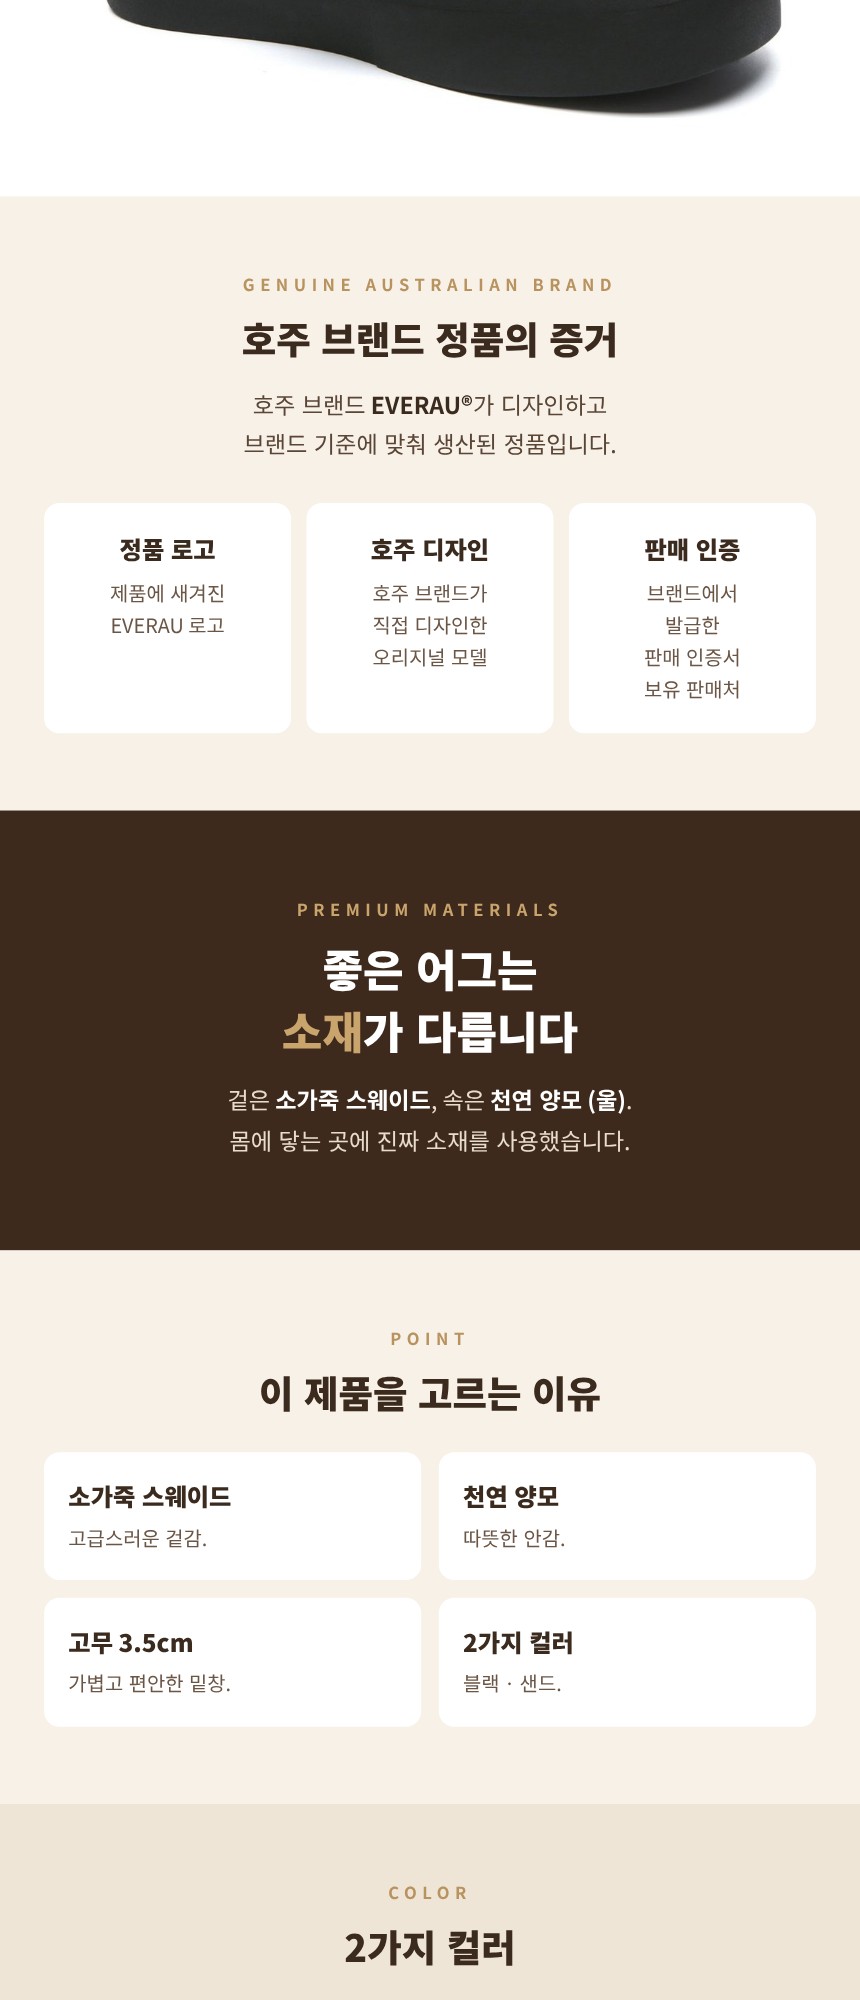 GENUINE AUSTRALIAN BRAND
호주 브랜드 정품의 증거
호주 브랜드 EVERAU®가 디자인하고
브랜드 기준에 맞춰 생산된 정품입니다.
정품 로고
제품에 새겨진
EVERAU 로고
호주 디자인
호주 브랜드가
직접 디자인한
오리지널 모델
판매 인증
브랜드에서
발급한
판매 인증서
보유 판매처
PREMIUM MATERIALS
좋은 어그는
소재가 다릅니다
겉은 소가죽 스웨이드, 속은 천연 양모 (울).
몸에 닿는 곳에 진짜 소재를 사용했습니다.
POINT
이 제품을 고르는 이유
소가죽 스웨이드
고급스러운 겉감.
천연 양모
따뜻한 안감.
고무 3.5cm
가볍고 편안한 밑창.
2가지 컬러
블랙 · 샌드.
COLOR
2가지 컬러